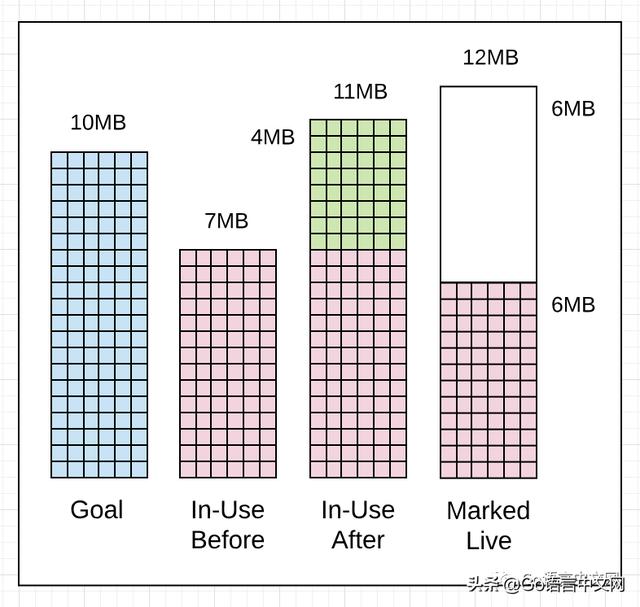 12MB
11MB
6MB
10MB
4MB
7MB
6MB
Goal
In-Use
Before
In-Use
After
Marked
Live
头条 @Go语言中文网